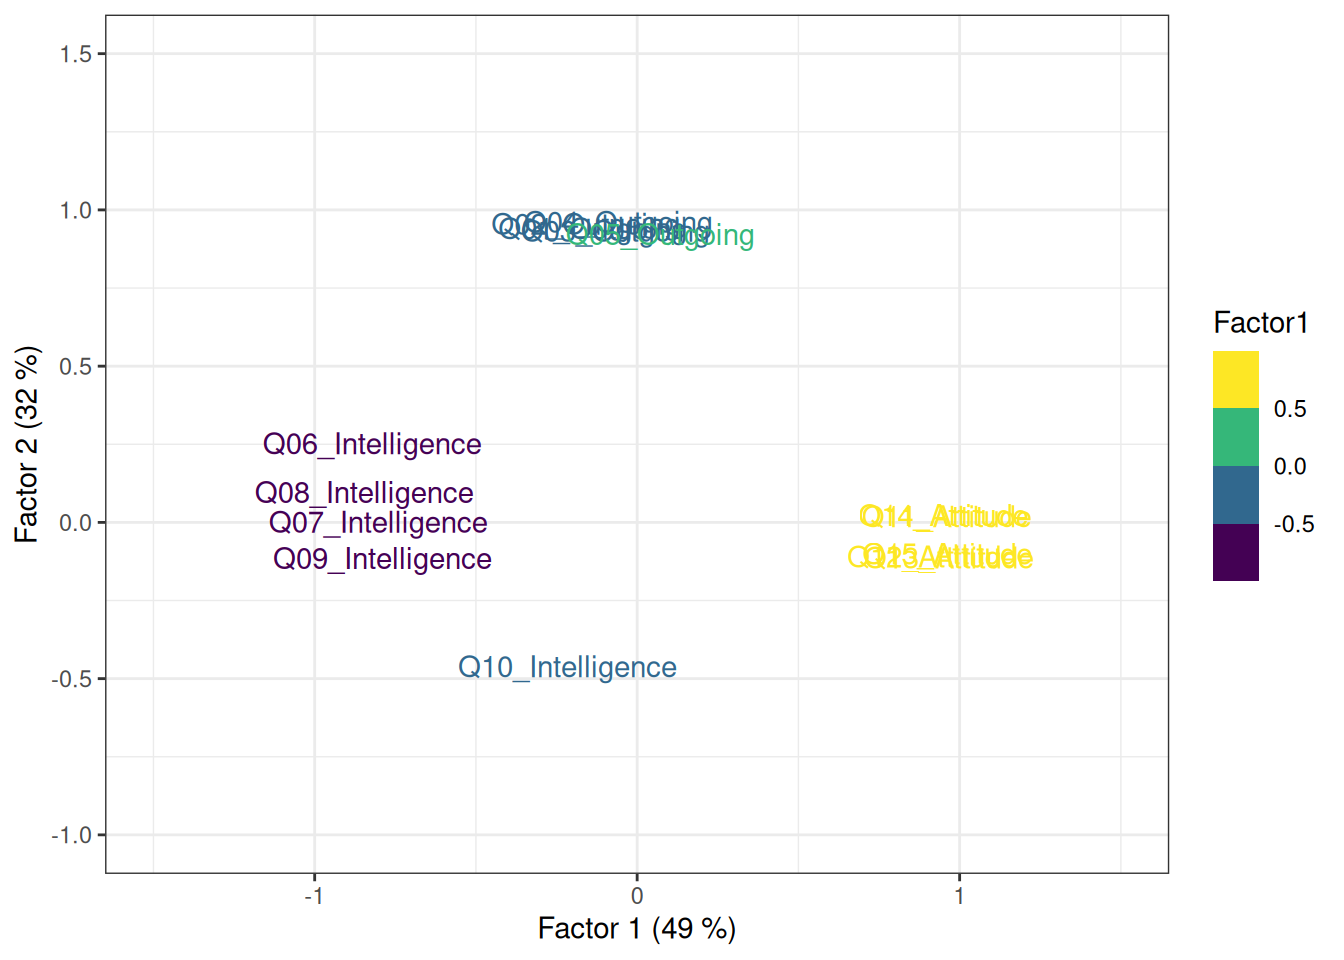 1.5
1.0
0.5
0.0
-0.5
-1.0
Factor 2 (32 %)
Q06_Intelligence
Q08_Intelligence
Q07_Intelligence
Q09_Intelligence
Q10_Intelligence
Q14_Attitude
-1
0
1
Factor 1 (49 %)
Factor1
0.5
0.0
-0.5